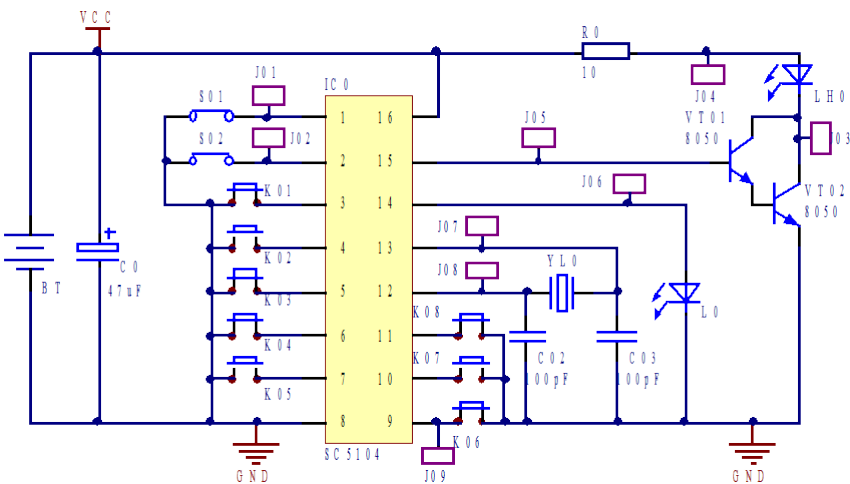 VCC
R0
10
J01
IC0
S01
J04
LH0
1
16
J05
VT01
8050
S02
J02
J03
2
15
J06
K01
VT02
8050
3
14
J07
4
13
K02
J08
YL0
C0
47uF
BT
5
12
K03
K08
L0
6
11
K04
K07
C02
100pF
C03
100pF
7
10
K05
8
9
K06
SC5104
GND
J09
GND